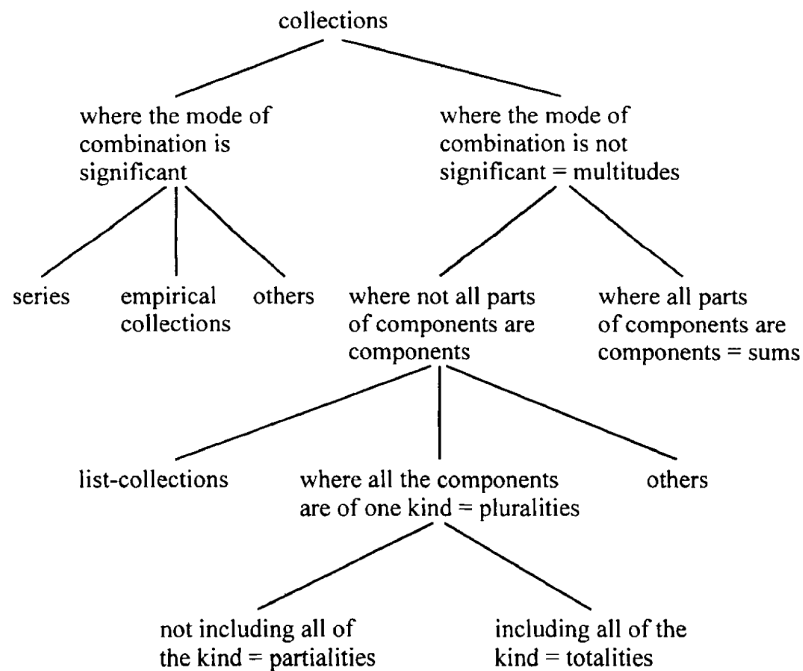 collections
where the mode of
combination is
significant
where the mode of
combination is not
significant = multitudes
series
empirical
collections
others
where not all parts
of components are
components
where all parts
of components are
components = sums
list-collections
where all the components
are of one kind = pluralities
others
not including all of
the kind = partialities
including all of the
kind = totalities